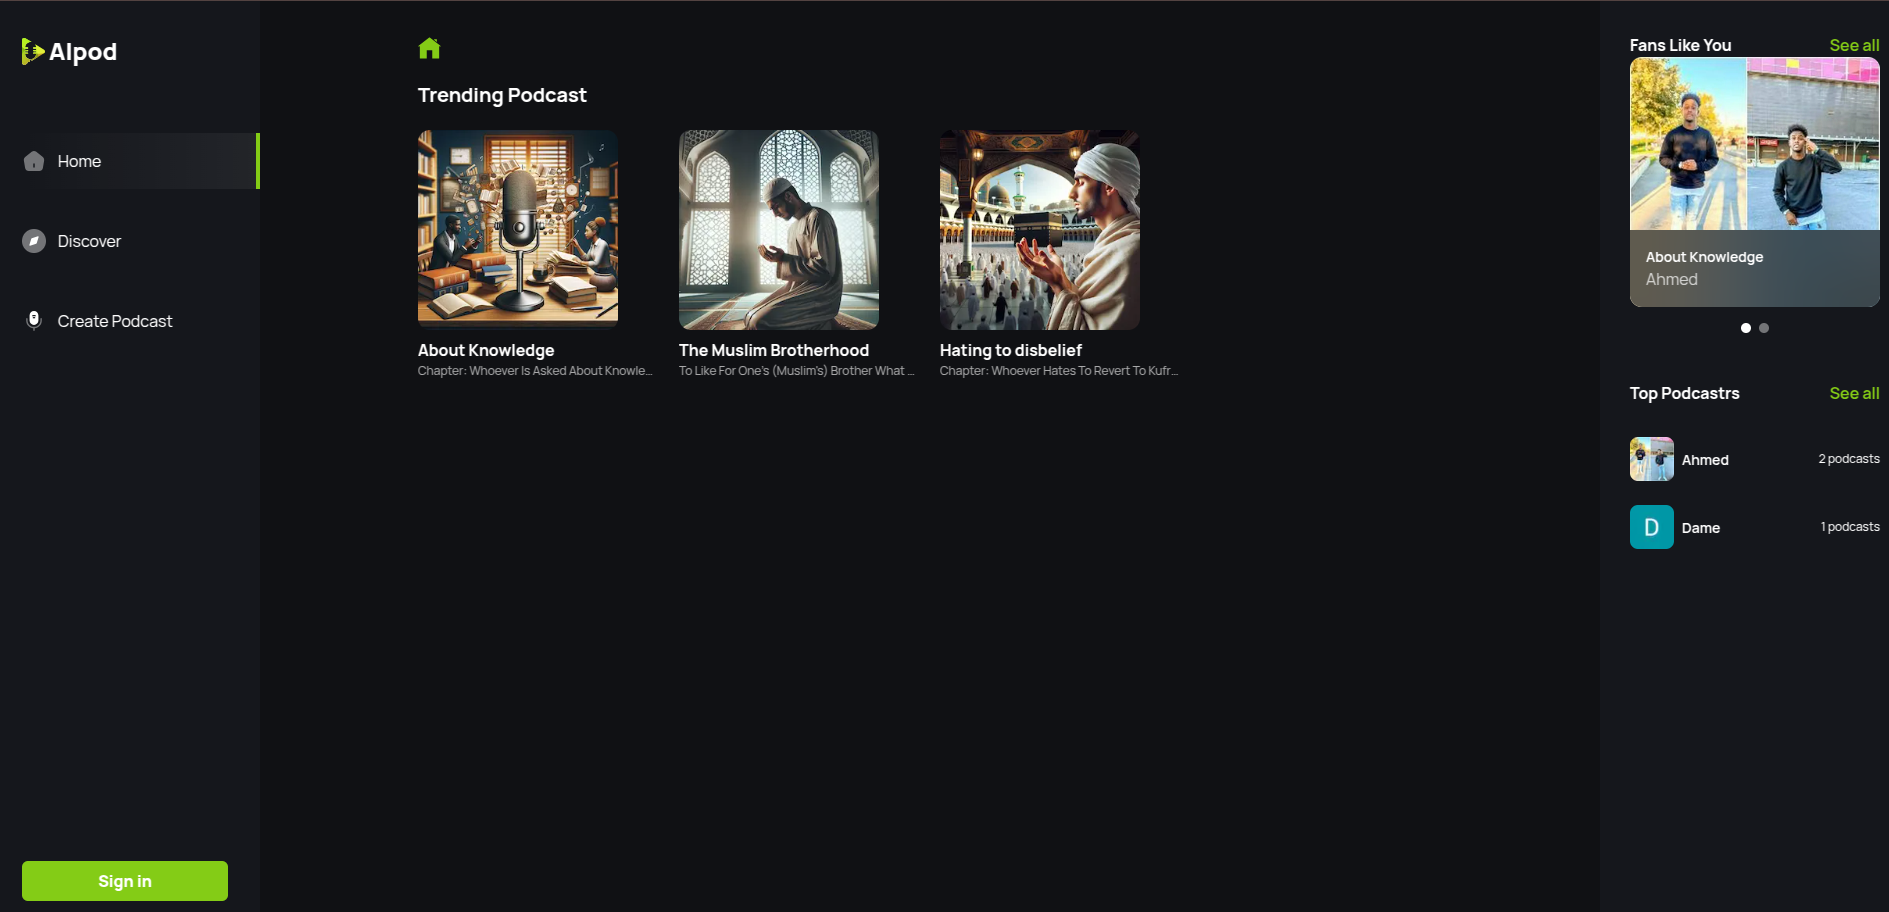 Alpod
Home
Discover
Create Podcast
Sign in
Trending Podcast
About Knowledge
Chapter: Whoever Is Asked About Knowle...
The Muslim Brotherhood
To Like For One's (Muslim's) Brother What ...
Hating to disbelief
Chapter: Whoever Hates To Revert To Kufr...
Fans Like You
See all
About Knowledge
Ahmed
Top Podcastrs
See all
Ahmed
2 podcasts
D
Dame
1 podcasts